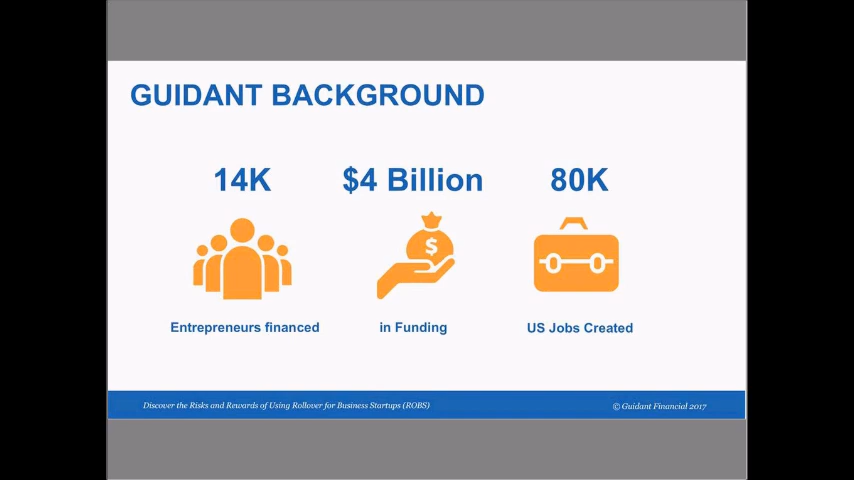 GUIDANT BACKGROUND
14K $4 Billion 80K
$
Entrepreneurs financed in Funding US Jobs Created
Discover the Risks and Rewards of Using Rollover for Business Startups (ROBS) © Guidant Financial 2017